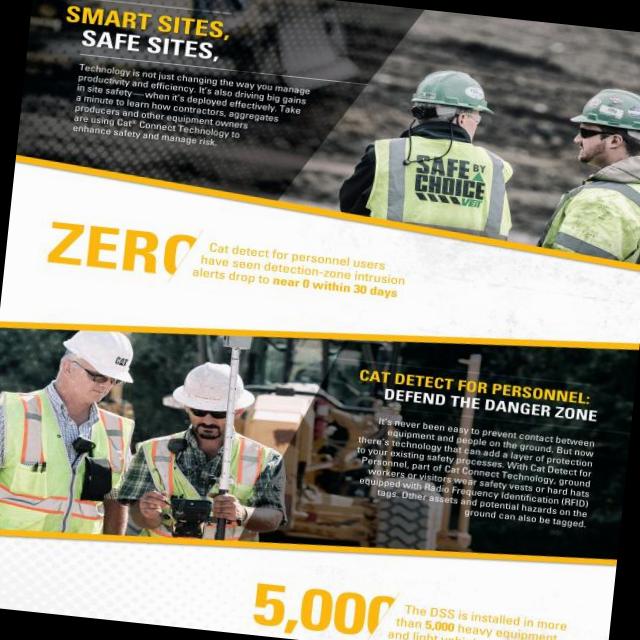 SMART SITES,
SAFE SITES,
Technology is not just changing the way you manage
productivity and efficiency. It's also driving big gains
in site safety—when it's deployed effectively. Take
a minute to learn how contractors, aggregates
producers and other equipment owners
are using Cat® Connect Technology to
enhance safety and manage risk.
SAFE BY
CHOICE
ZERO
Cat detect for personnel users
have seen detection-zone intrusion
alerts drop to near 0 within 30 days
CAT
CAT DETECT FOR PERSONNEL:
DEFEND THE DANGER ZONE
It's never been easy to prevent contact between
equipment and people on the ground. But now
there's technology that can add a layer of protection
to your existing safety processes. With Cat Detect for
Personnel, part of Cat Connect Technology, ground
workers or visitors wear safety vests or hard hats
equipped with Radio Frequency Identification (RFID)
tags. Other assets and potential hazards on the
ground can also be tagged.
5,000
The DSS is installed in more
than 5,000 heavy equipment
and light